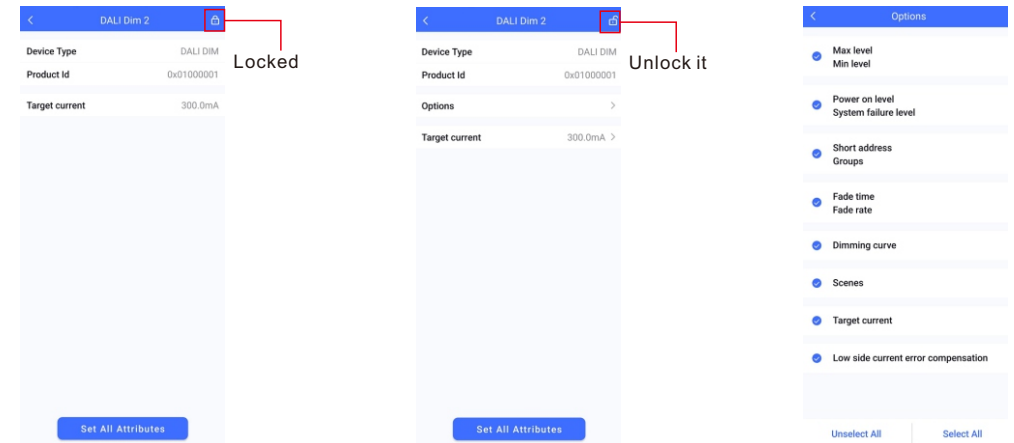 DALI Dim 2
Device Type DALI DIM
Product Id 0x01000001
Target current 300.0mA
Set All Attributes
Locked
DALI Dim 2
Device Type DALI DIM
Product Id 0x01000001
Options
Target current 300.0mA
Set All Attributes
Unlock it
Options
Max level
Min level
Power on level
System failure level
Short address
Groups
Fade time
Fade rate
Dimming curve
Scenes
Target current
Low side current error compensation
Unselect All Select All